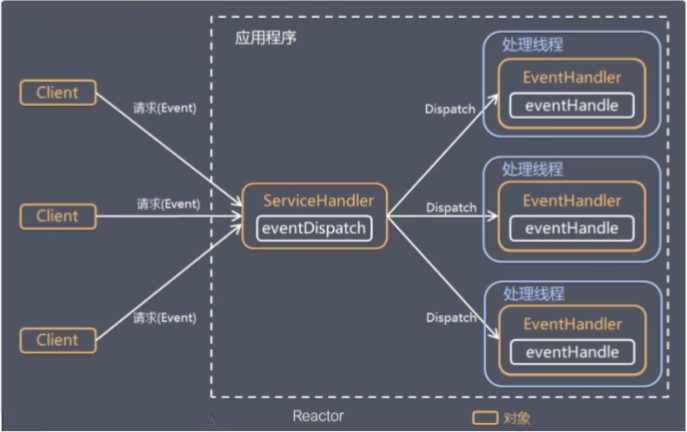 应用程序
处理线程
EventHandler
eventHandle
Client
请求(Event)
Dispatch
处理线程
EventHandler
eventHandle
Client
请求(Event)
ServiceHandler
eventDispatch
Dispatch
处理线程
EventHandler
eventHandle
Client
请求(Event)
Dispatch
Reactor
对象